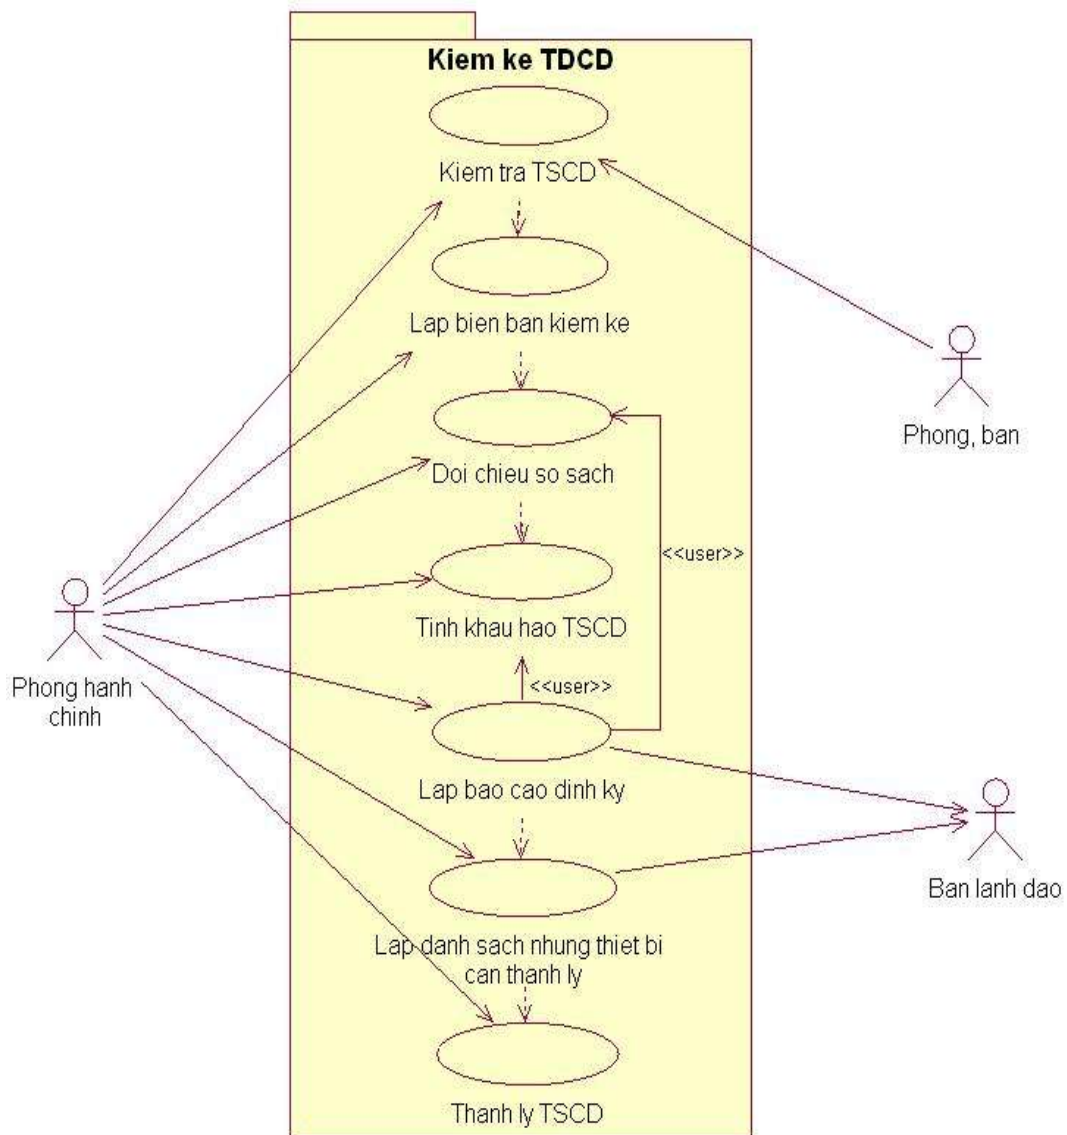 Kiem ke TDCD
Kiem tra TSCD
Lap bien ban kiem ke
Phong, ban
Doi chieu so sach
<<user>>
Tinh khau hao TSCD
Phong hanh
chinh
<<user>>
Lap bao cao dinh ky
Ban lanh dao
Lap danh sach nhung thiet bi
can thanh ly
Thanh ly TSCD